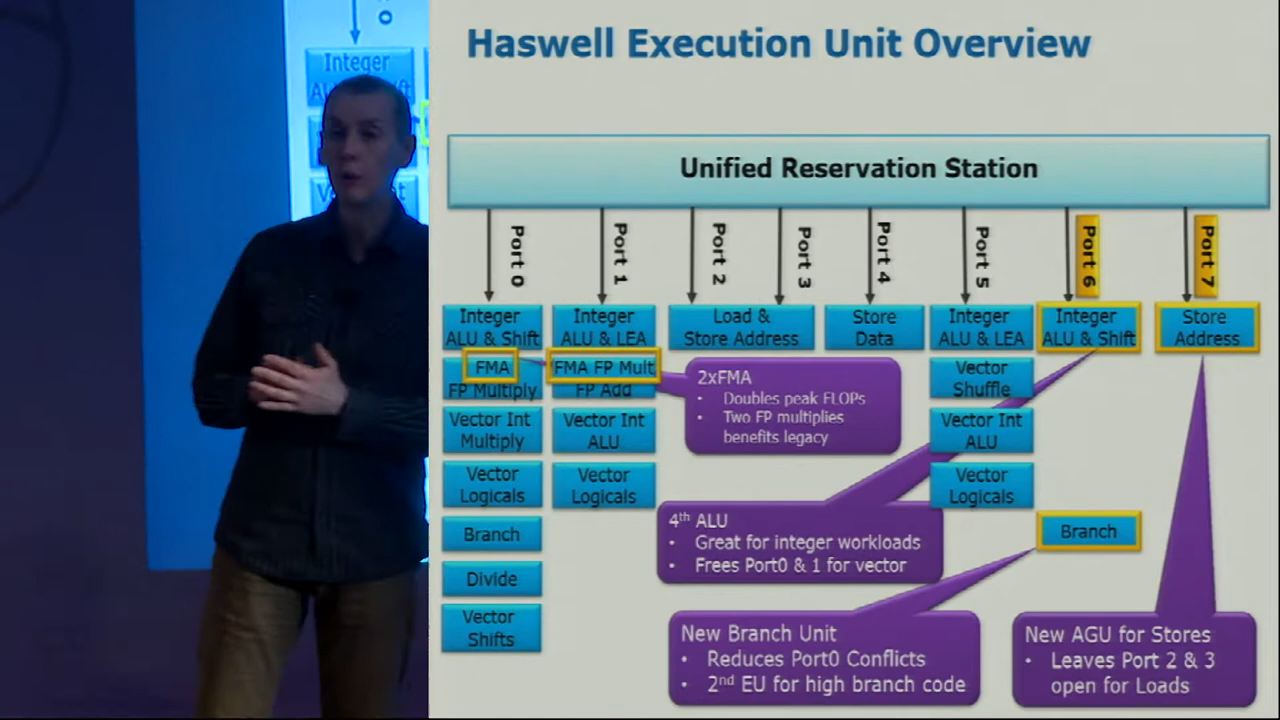 Haswell Execution Unit Overview
Unified Reservation Station
Port 0
Port 1
Port 2
Port 3
Port 4
Port 5
Port 6
Port 7
Integer
ALU & Shift
FMA
FP Multiply
Vector Int
Multiply
Vector
Logicals
Branch
Divide
Vector
Shifts
Integer
ALU & LEA
FMA FP Mult
FP Add
Vector Int
ALU
Vector
Logicals
Load &
Store Address
Store
Data
Integer
ALU & LEA
Vector
Shuffle
Vector Int
ALU
Vector
Logicals
Integer
ALU & Shift
Branch
Store
Address
2xFMA
• Doubles peak FLOPs
• Two FP multiplies
benefits legacy
4th ALU
• Great for integer workloads
• Frees Port0 & 1 for vector
New Branch Unit
• Reduces Port0 Conflicts
• 2nd EU for high branch code
New AGU for Stores
• Leaves Port 2 & 3
open for Loads
Integer